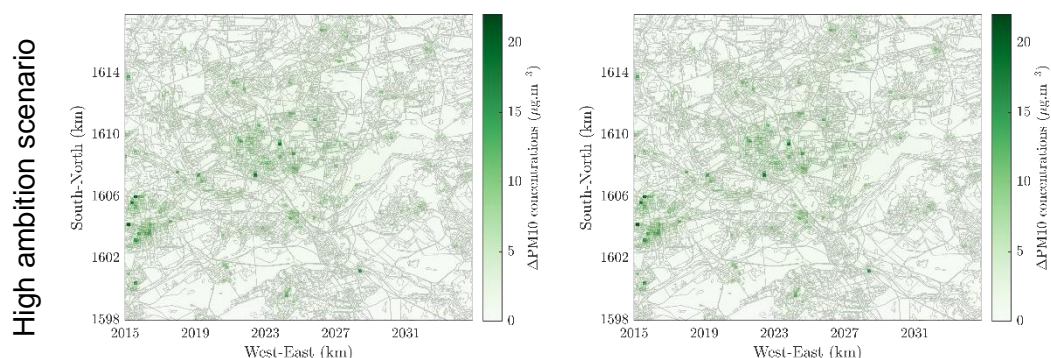 High ambition scenario
South-North (km)
1614
1610
1606
1602
1598
2015 2019 2023 2027 2031
West-East (km)
20
15
10
5
0
ΔPM10 concentrations (μg.m³)
South-North (km)
1614
1610
1606
1602
1598
2015 2019 2023 2027 2031
West-East (km)
20
15
10
5
0
ΔPM10 concentrations (μg.m³)